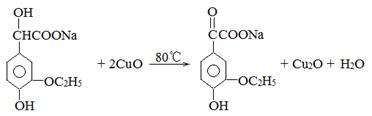 OH
CHCOONa
OC2H5
OH
+ 2CuO
80℃
O
CCOONa
OC2H5
OH
+ Cu2O + H2O